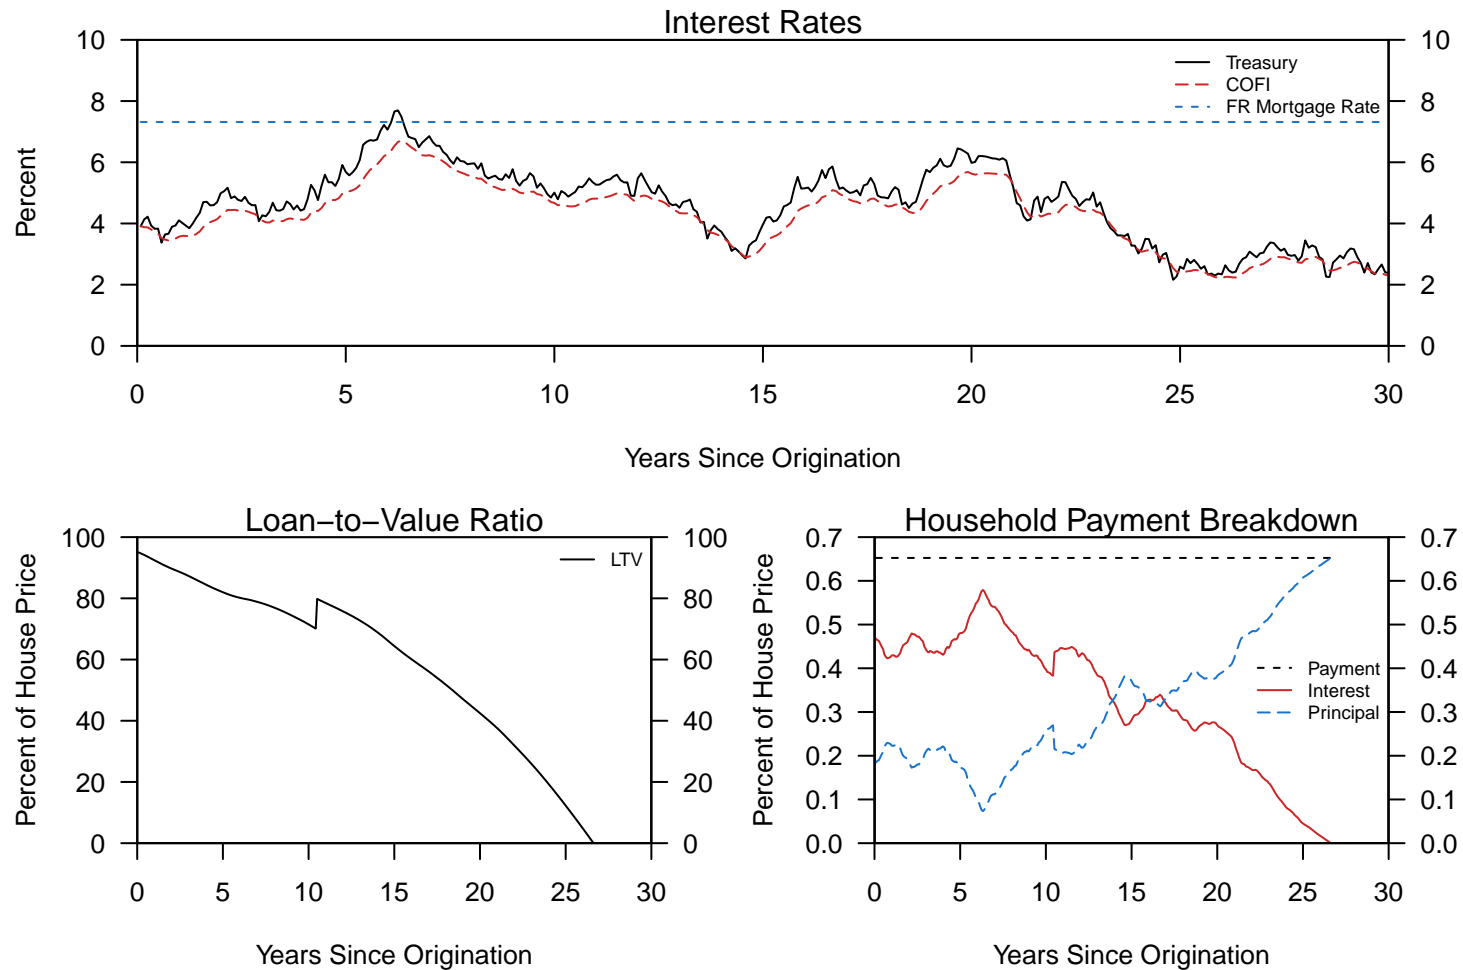 Interest Rates
Percent
10 10
8 8
6 6
4 4
2 2
0 0
Treasury
COFI
FR Mortgage Rate
0 5 10 15 20 25 30
Years Since Origination
Loan−to−Value Ratio
Percent of House Price
100 100
80 80
60 60
40 40
20 20
0 0
LTV
0 5 10 15 20 25 30
Years Since Origination
Household Payment Breakdown
Percent of House Price
0.7 0.7
0.6 0.6
0.5 0.5
0.4 0.4
0.3 0.3
0.2 0.2
0.1 0.1
0.0 0.0
Payment
Interest
Principal
0 5 10 15 20 25 30
Years Since Origination